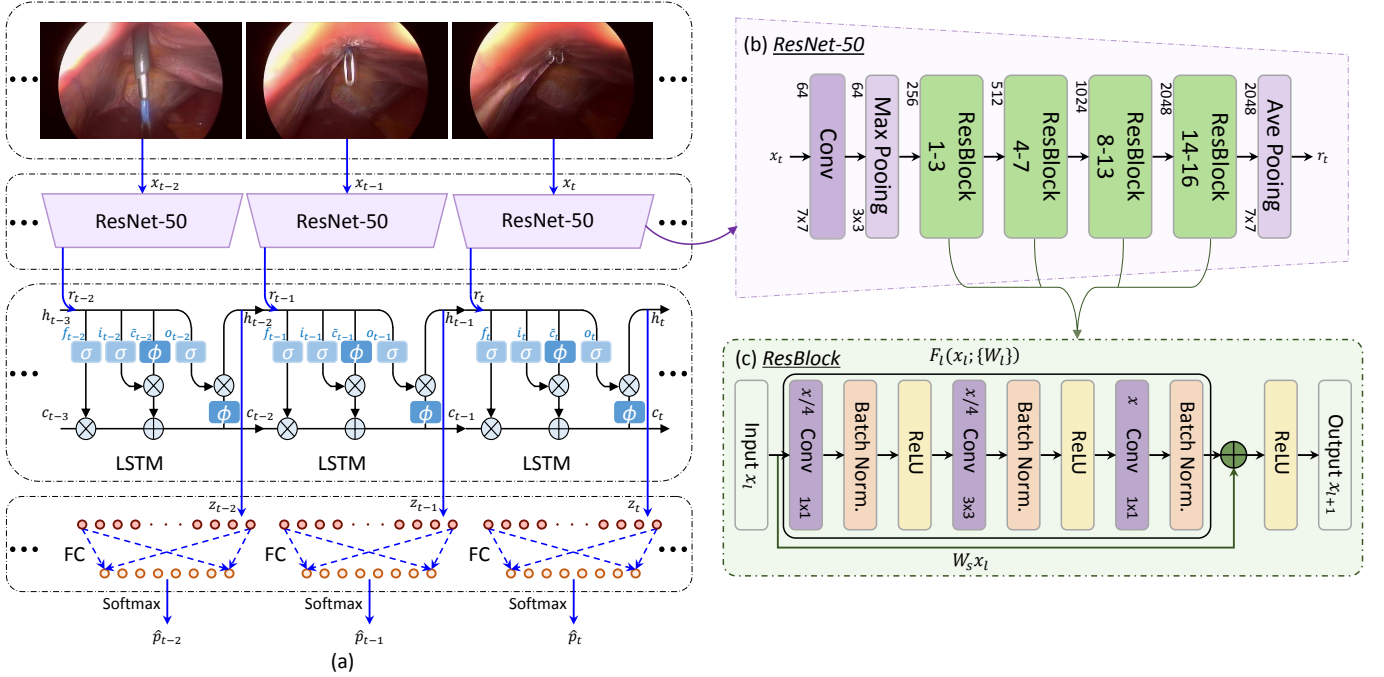 x_{t−2}
x_{t−1}
x_t
ResNet-50
ResNet-50
ResNet-50
r_{t−2}
r_{t−1}
r_t
h_{t−3}
h_{t−2}
h_{t−1}
h_t
f_{t−2} i_{t−2} c̃_{t−2} o_{t−2}
f_{t−1} i_{t−1} c̃_{t−1} o_{t−1}
f_t i_t c̃_t o_t
σ σ ϕ σ
σ σ ϕ σ
σ σ ϕ σ
ϕ
ϕ
ϕ
c_{t−3}
c_{t−2}
c_{t−1}
c_t
LSTM
LSTM
LSTM
z_{t−2}
z_{t−1}
z_t
FC
FC
FC
Softmax
Softmax
Softmax
p̂_{t−2}
p̂_{t−1}
p̂_t
(a)
(b) ResNet-50
x_t
64
Conv
7x7
64
Max Pooing
3x3
256
ResBlock
1-3
512
ResBlock
4-7
1024
ResBlock
8-13
2048
ResBlock
14-16
2048
Ave Pooing
7x7
r_t
(c) ResBlock
F_l(x_l; {W_l})
Input x_l
x/4 Conv 1x1
Batch Norm.
ReLU
x/4 Conv 3x3
Batch Norm.
ReLU
x Conv 1x1
Batch Norm.
ReLU
Output x_{l+1}
W_s x_l